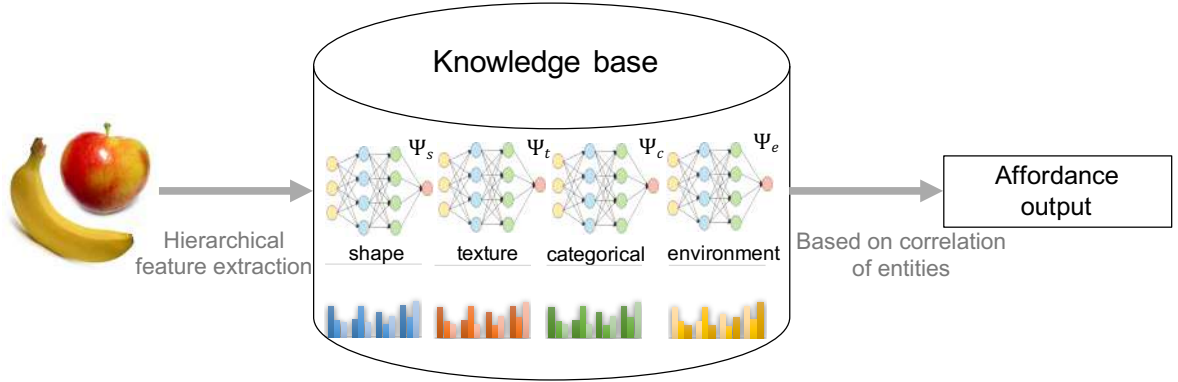 Knowledge base
Ψs
Ψt
Ψc
Ψe
shape
texture
categorical
environment
Hierarchical
feature extraction
Based on correlation
of entities
Affordance
output